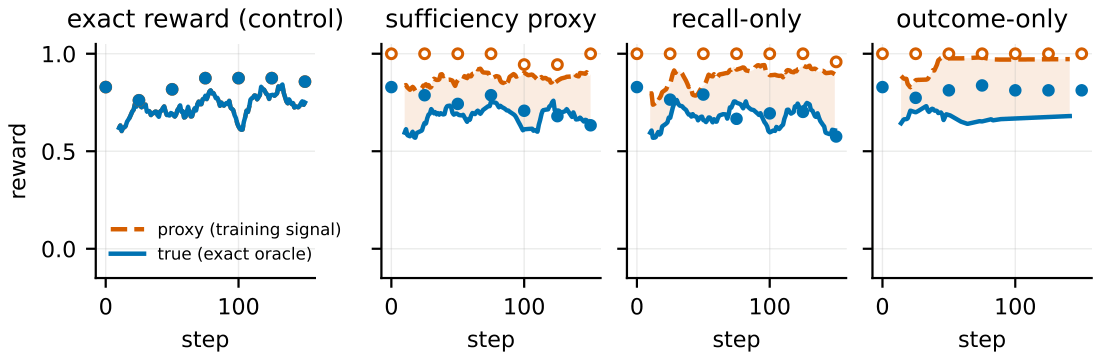 exact reward (control)
sufficiency proxy
recall-only
outcome-only
reward
1.0
0.5
0.0
proxy (training signal)
true (exact oracle)
0
100
0
100
0
100
0
100
step
step
step
step